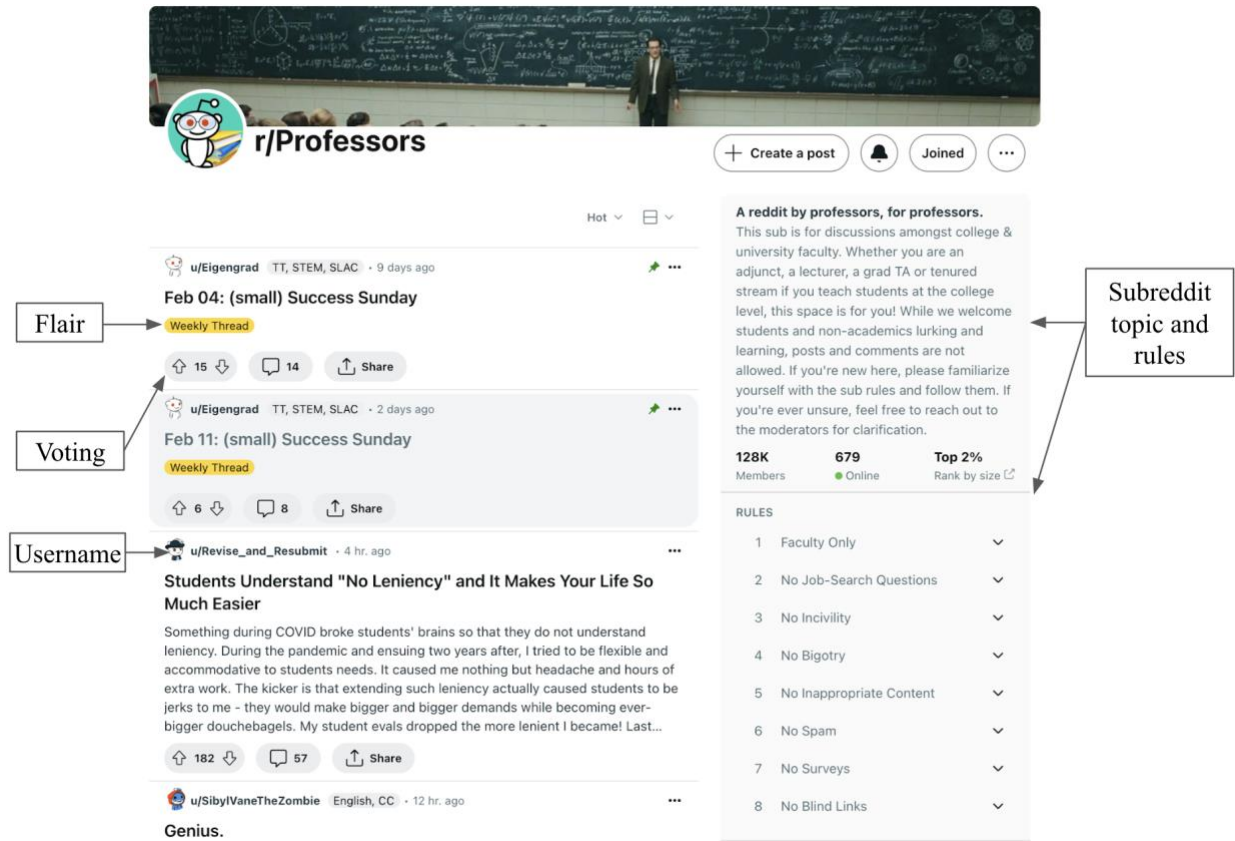 r/Professors
Create a post
Joined
Hot
u/Eigengrad TT, STEM, SLAC • 9 days ago
Feb 04: (small) Success Sunday
Weekly Thread
15
14
Share
u/Eigengrad TT, STEM, SLAC • 2 days ago
Feb 11: (small) Success Sunday
Weekly Thread
6
8
Share
u/Revise_and_Resubmit • 4 hr. ago
Students Understand "No Leniency" and It Makes Your Life So
Much Easier
Something during COVID broke students' brains so that they do not understand
leniency. During the pandemic and ensuing two years after, I tried to be flexible and
accommodative to students needs. It caused me nothing but headache and hours of
extra work. The kicker is that extending such leniency actually caused students to be
jerks to me - they would make bigger and bigger demands while becoming ever-
bigger douchebagels. My student evals dropped the more lenient I became! Last...
182
57
Share
u/SibylVaneTheZombie English, CC • 12 hr. ago
Genius.
A reddit by professors, for professors.
This sub is for discussions amongst college &
university faculty. Whether you are an
adjunct, a lecturer, a grad TA or tenured
stream if you teach students at the college
level, this space is for you! While we welcome
students and non-academics lurking and
learning, posts and comments are not
allowed. If you're new here, please familiarize
yourself with the sub rules and follow them. If
you're ever unsure, feel free to reach out to
the moderators for clarification.
128K 679 Top 2%
Members Online Rank by size
RULES
1 Faculty Only
2 No Job-Search Questions
3 No Incivility
4 No Bigotry
5 No Inappropriate Content
6 No Spam
7 No Surveys
8 No Blind Links
Flair
Voting
Username
Subreddit
topic and
rules